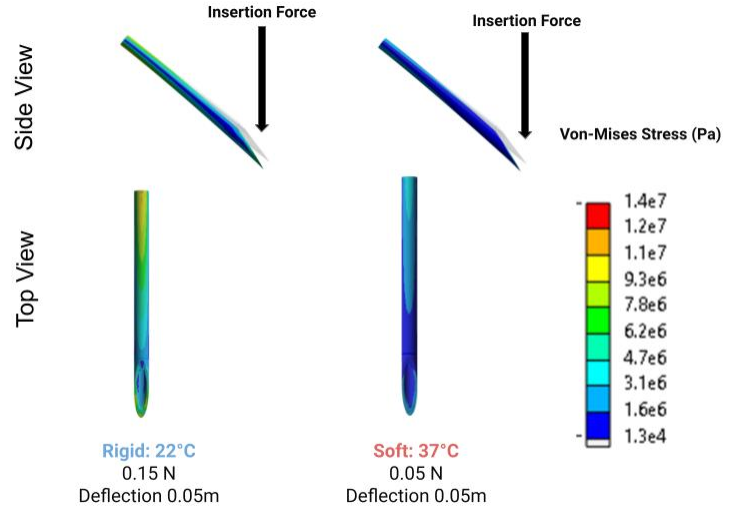 Insertion Force
Insertion Force
Side View
Von-Mises Stress (Pa)
1.4e7
1.2e7
1.1e7
9.3e6
7.8e6
6.2e6
4.7e6
3.1e6
1.6e6
1.3e4
Top View
Rigid: 22°C
0.15 N
Deflection 0.05m
Soft: 37°C
0.05 N
Deflection 0.05m